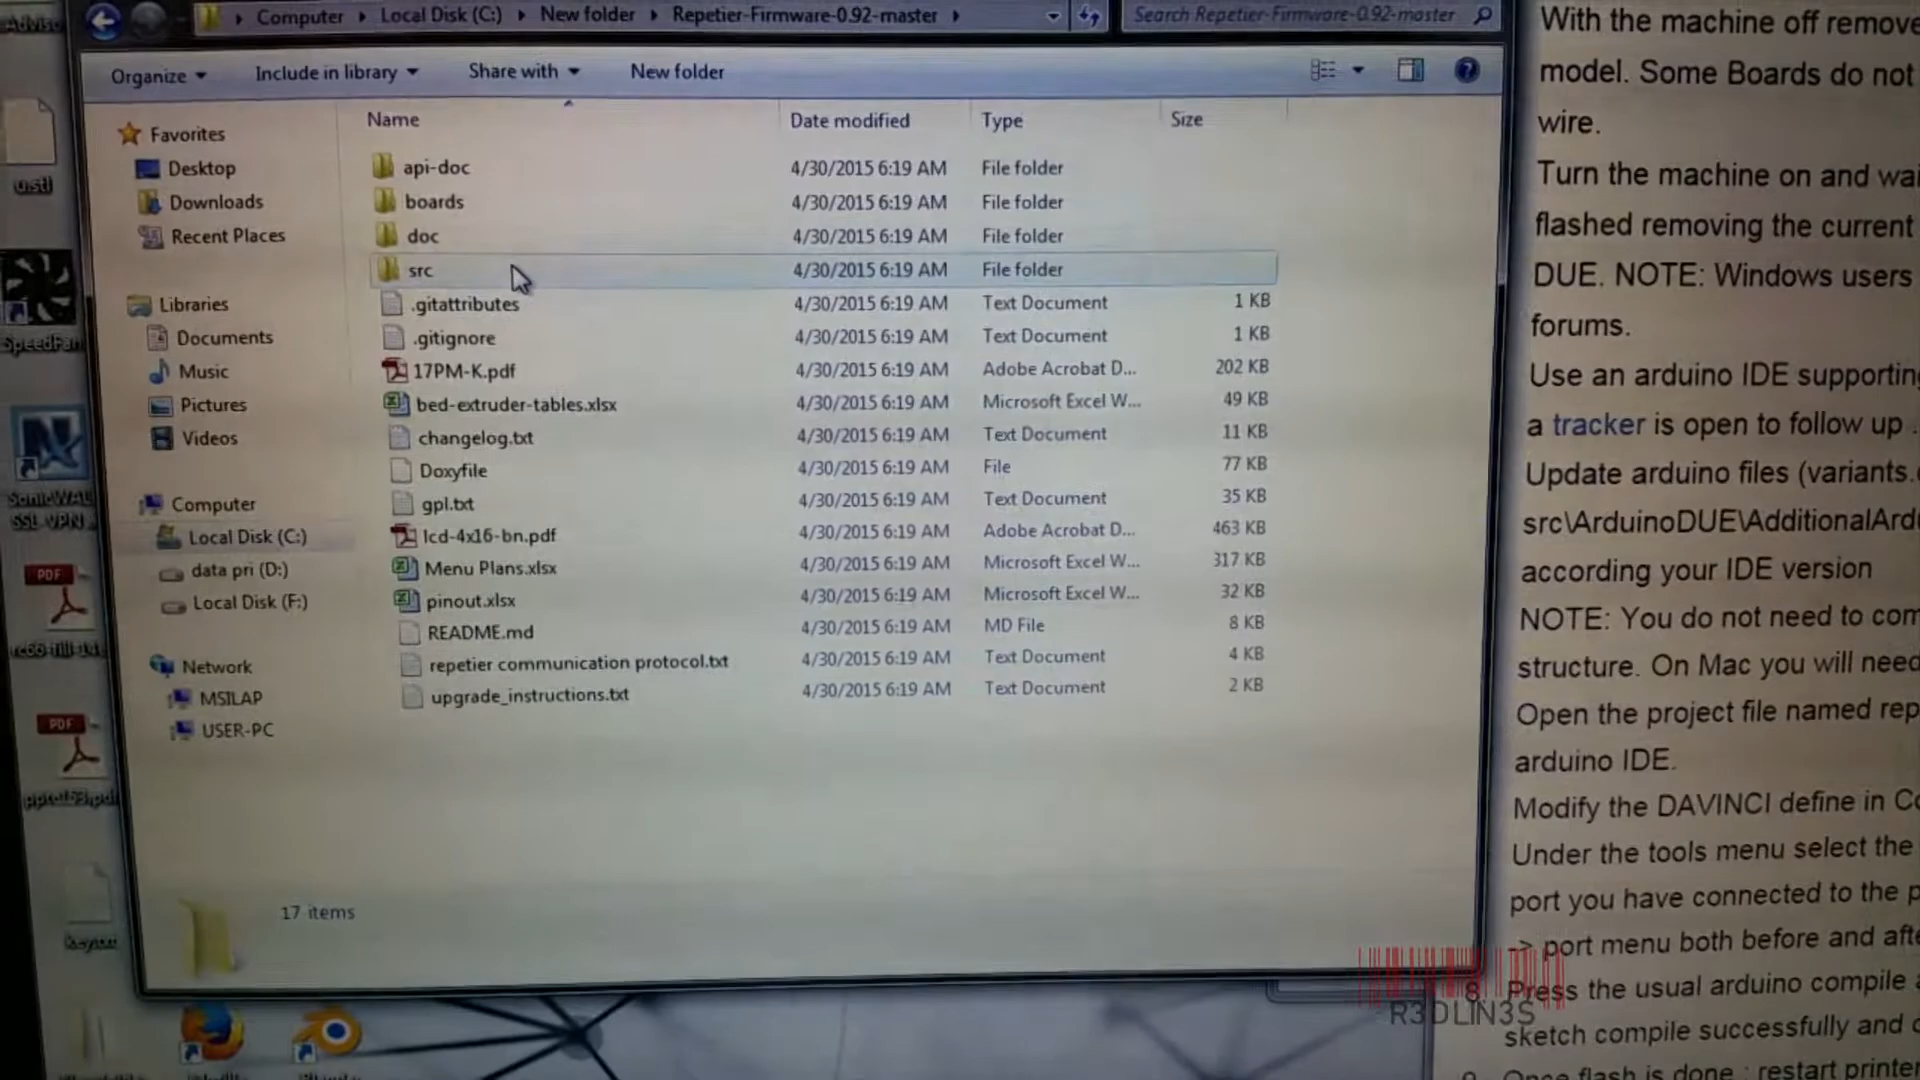 Computer Local Disk (C:) New folder Repetier-Firmware-0.92-master
Search Repetier-Firmware-0.92-master
Organize Include in library Share with New folder
Name Date modified Type Size
Favorites
Desktop
Downloads
Recent Places
Libraries
Documents
Music
Pictures
Videos
Computer
Local Disk (C:)
data pri (D:)
Local Disk (F:)
Network
MSILAP
USER-PC
api-doc 4/30/2015 6:19 AM File folder
boards 4/30/2015 6:19 AM File folder
doc 4/30/2015 6:19 AM File folder
src 4/30/2015 6:19 AM File folder
.gitattributes 4/30/2015 6:19 AM Text Document 1 KB
.gitignore 4/30/2015 6:19 AM Text Document 1 KB
17PM-K.pdf 4/30/2015 6:19 AM Adobe Acrobat D... 202 KB
bed-extruder-tables.xlsx 4/30/2015 6:19 AM Microsoft Excel W... 49 KB
changelog.txt 4/30/2015 6:19 AM Text Document 11 KB
Doxyfile 4/30/2015 6:19 AM File 77 KB
gpl.txt 4/30/2015 6:19 AM Text Document 35 KB
lcd-4x16-bn.pdf 4/30/2015 6:19 AM Adobe Acrobat D... 463 KB
Menu Plans.xlsx 4/30/2015 6:19 AM Microsoft Excel W... 317 KB
pinout.xlsx 4/30/2015 6:19 AM Microsoft Excel W... 32 KB
README.md 4/30/2015 6:19 AM MD File 8 KB
repetier communication protocol.txt 4/30/2015 6:19 AM Text Document 4 KB
upgrade_instructions.txt 4/30/2015 6:19 AM Text Document 2 KB
17 items
SpeedFan
SonicWAL
SSL-VPN
PDF
PDF
With the machine off remove
model. Some Boards do not
wire.
Turn the machine on and wai
flashed removing the current
DUE. NOTE: Windows users
forums.
Use an arduino IDE supporting
a tracker is open to follow up .
Update arduino files (variants.
src\ArduinoDUE\AdditionalArdu
according your IDE version
NOTE: You do not need to com
structure. On Mac you will need
Open the project file named rep
arduino IDE.
Modify the DAVINCI define in Co
Under the tools menu select the
port you have connected to the p
-> port menu both before and afte
8. Press the usual arduino compile a
sketch compile successfully and
Once flash is done : restart printer
R3DLIN3S